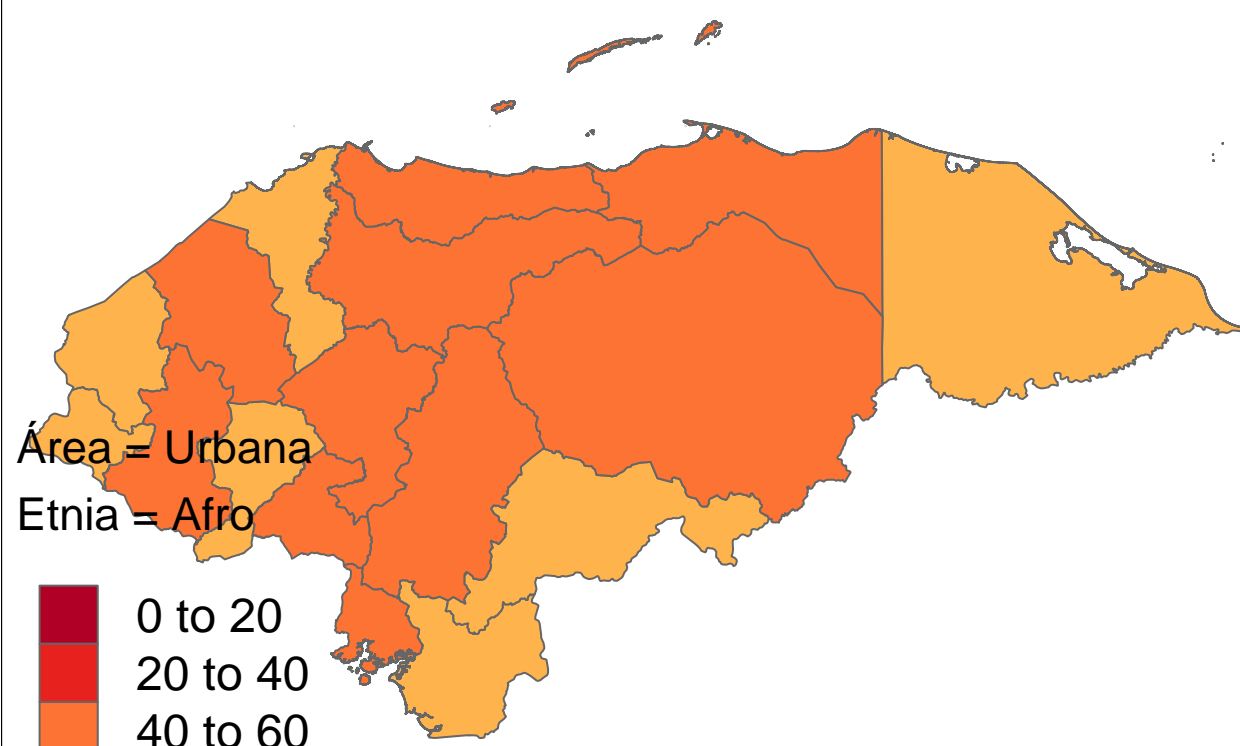 Área = Urbana
Etnia = Afro
0 to 20
20 to 40
40 to 60